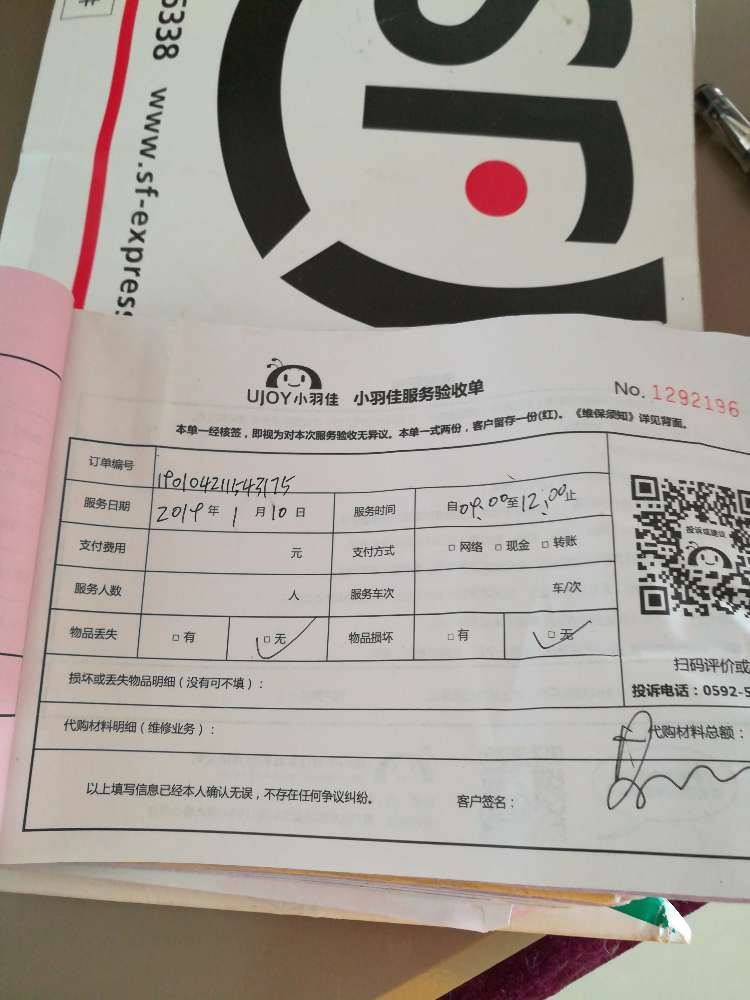 5338 www.sf-express
SF
UJOY小羽佳 小羽佳服务验收单
No. 1292196
本单一经核签，即视为对本次服务验收无异议。本单一式两份，客户留存一份(红)。《维保须知》详见背面。
订单编号 190104211543175
服务日期 2019年 1 月 10 日 服务时间 自09:00至12:00止
支付费用 元 支付方式 □ 网络 □ 现金 □ 转账
服务人数 人 服务车次 车/次
物品丢失 □ 有 □ 无 物品损坏 □ 有 □ 无
投诉或建议
扫码评价或
投诉电话：0592-5
损坏或丢失物品明细（没有可不填）：
代购材料明细（维修业务）： 代购材料总额：
以上填写信息已经本人确认无误，不存在任何争议纠纷。 客户签名：